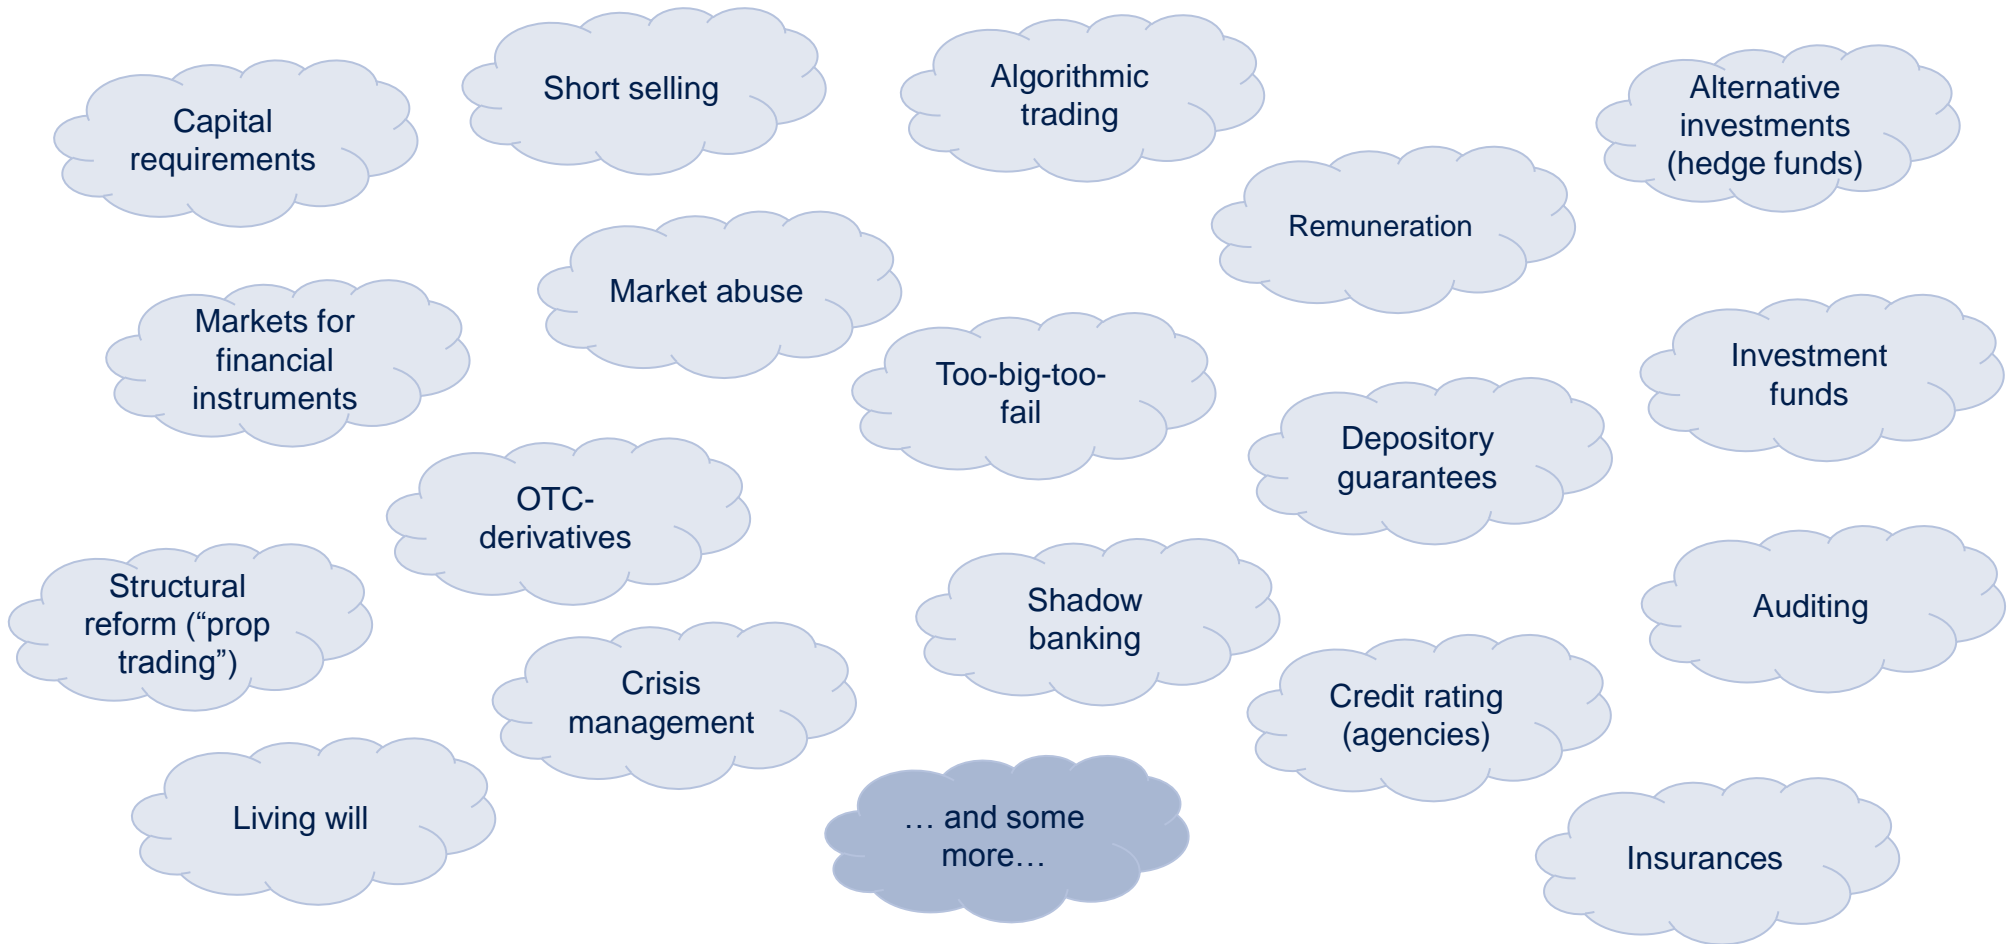 Capital
requirements
Short selling
Algorithmic
trading
Alternative
investments
(hedge funds)
Remuneration
Market abuse
Markets for
financial
instruments
Too-big-too-
fail
Investment
funds
Depository
guarantees
OTC-
derivatives
Structural
reform (“prop
trading”)
Shadow
banking
Auditing
Crisis
management
Credit rating
(agencies)
Living will
… and some
more…
Insurances